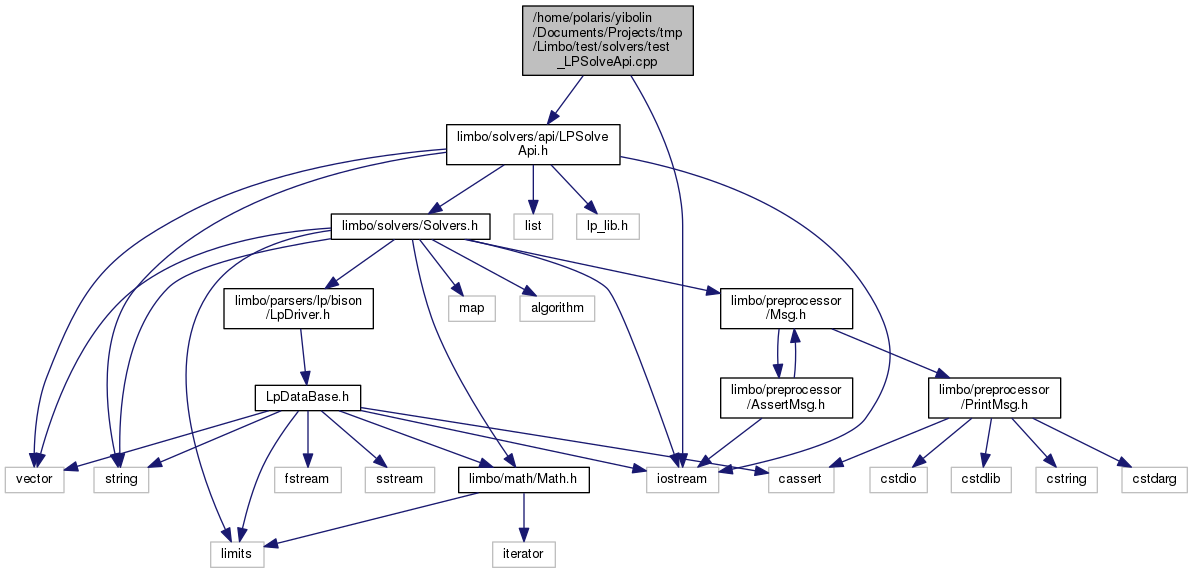 /home/polaris/yibolin
/Documents/Projects/tmp
/Limbo/test/solvers/test
_LPSolveApi.cpp
limbo/solvers/api/LPSolve
Api.h
limbo/solvers/Solvers.h
list
lp_lib.h
limbo/parsers/lp/bison
/LpDriver.h
map
algorithm
limbo/preprocessor
/Msg.h
LpDataBase.h
limbo/preprocessor
/AssertMsg.h
limbo/preprocessor
/PrintMsg.h
vector
string
fstream
sstream
limbo/math/Math.h
iostream
cassert
cstdio
cstdlib
cstring
cstdarg
limits
iterator